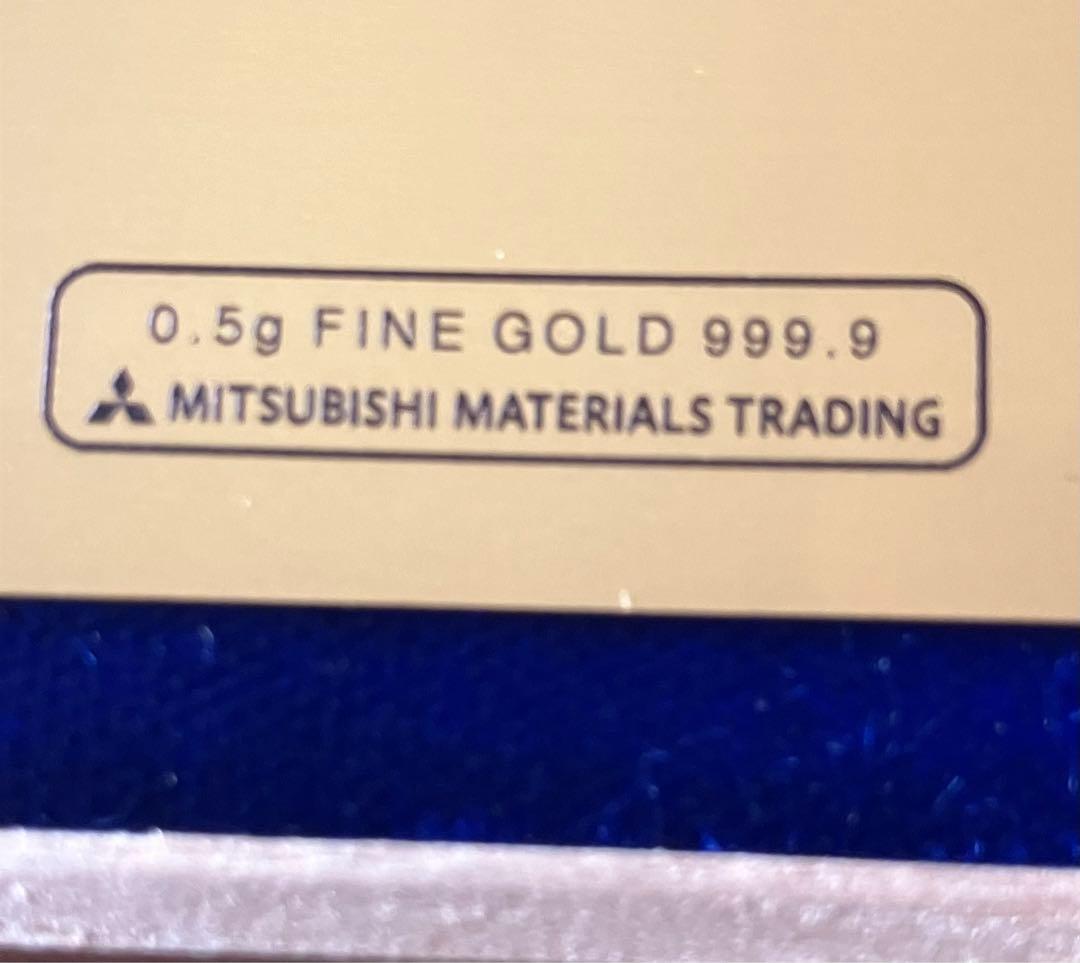 0.5g FINE GOLD 999.9
MITSUBISHI MATERIALS TRADING